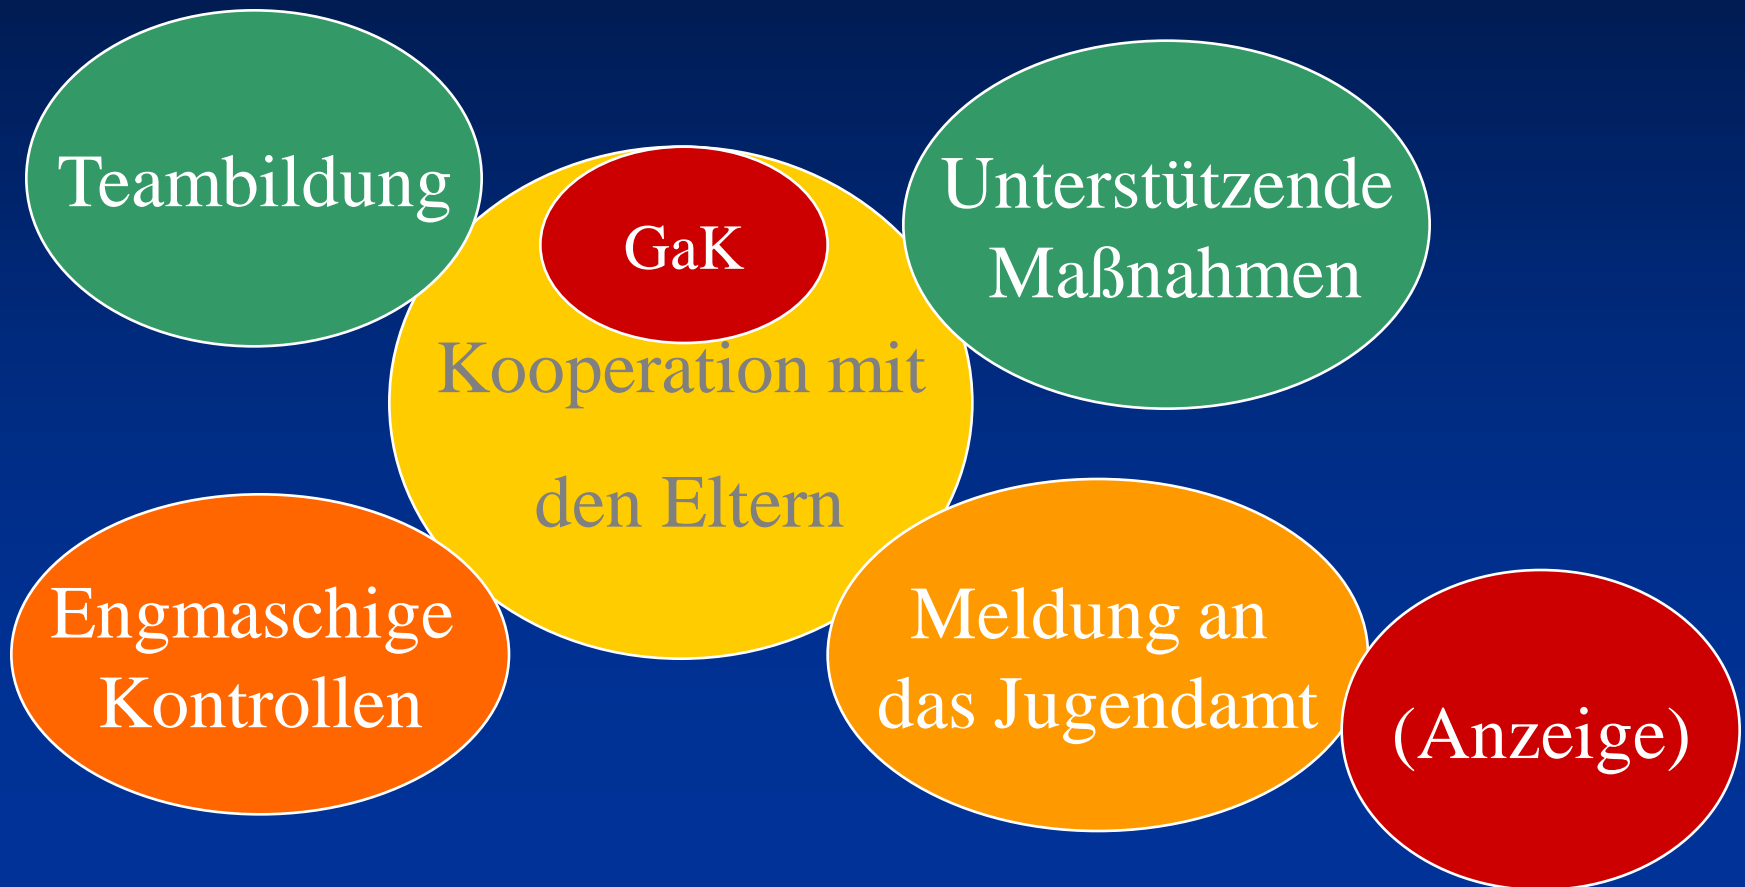 Teambildung
GaK
Unterstützende
Maßnahmen
Kooperation mit
den Eltern
Engmaschige
Kontrollen
Meldung an
das Jugendamt
(Anzeige)